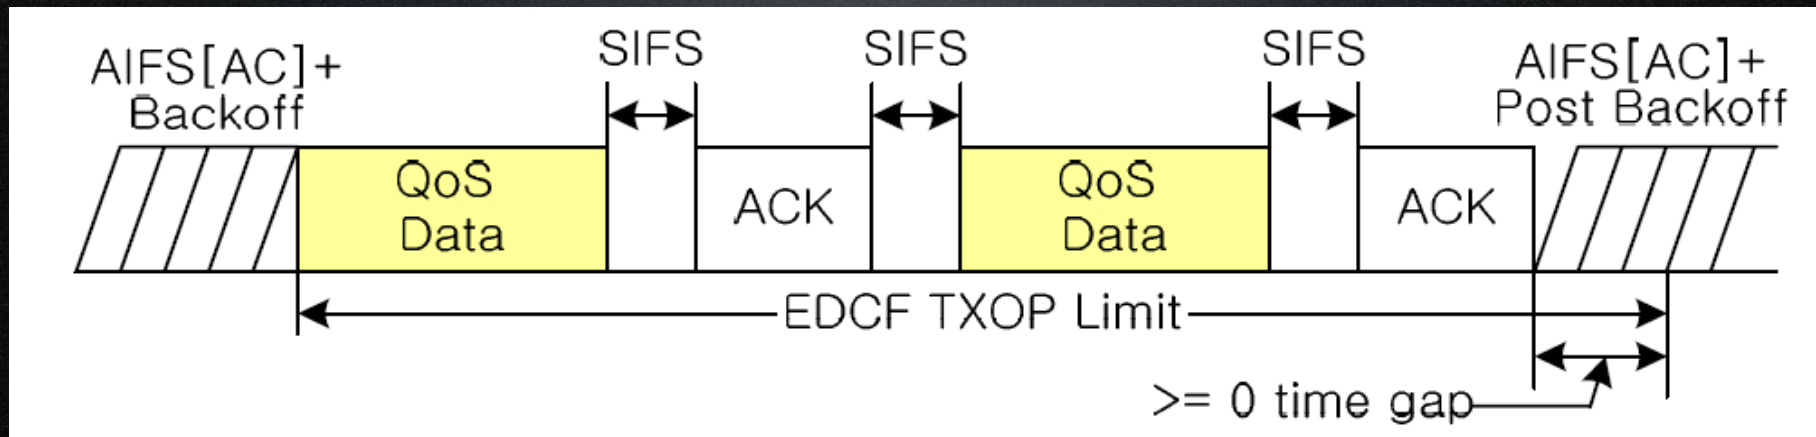 AIFS[AC]+
Backoff
SIFS
SIFS
SIFS
AIFS[AC]+
Post Backoff
QoS
Data
ACK
QoS
Data
ACK
EDCF TXOP Limit
>= 0 time gap